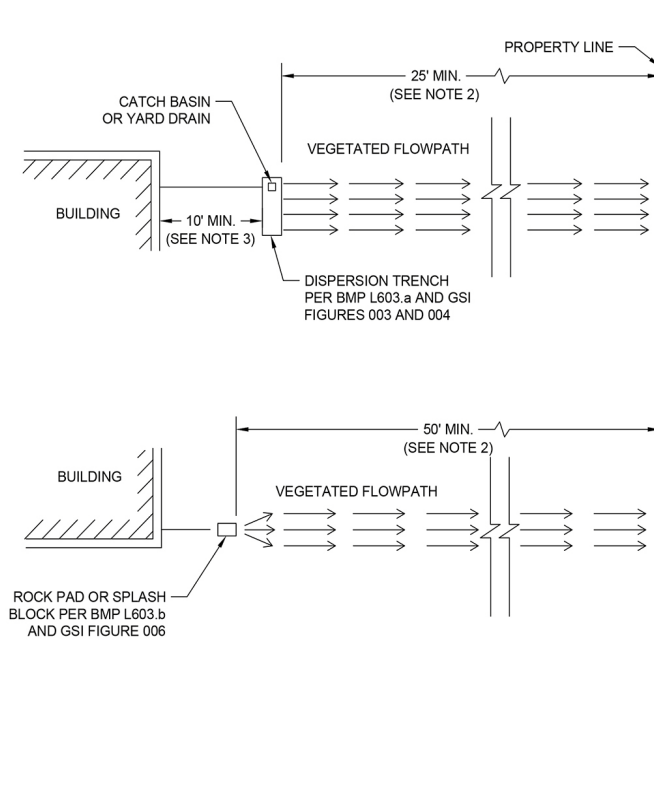 PROPERTY LINE
25' MIN.
(SEE NOTE 2)
CATCH BASIN
OR YARD DRAIN
VEGETATED FLOWPATH
BUILDING
10' MIN.
(SEE NOTE 3)
DISPERSION TRENCH
PER BMP L603.a AND GSI
FIGURES 003 AND 004
50' MIN.
(SEE NOTE 2)
BUILDING
VEGETATED FLOWPATH
ROCK PAD OR SPLASH
BLOCK PER BMP L603.b
AND GSI FIGURE 006